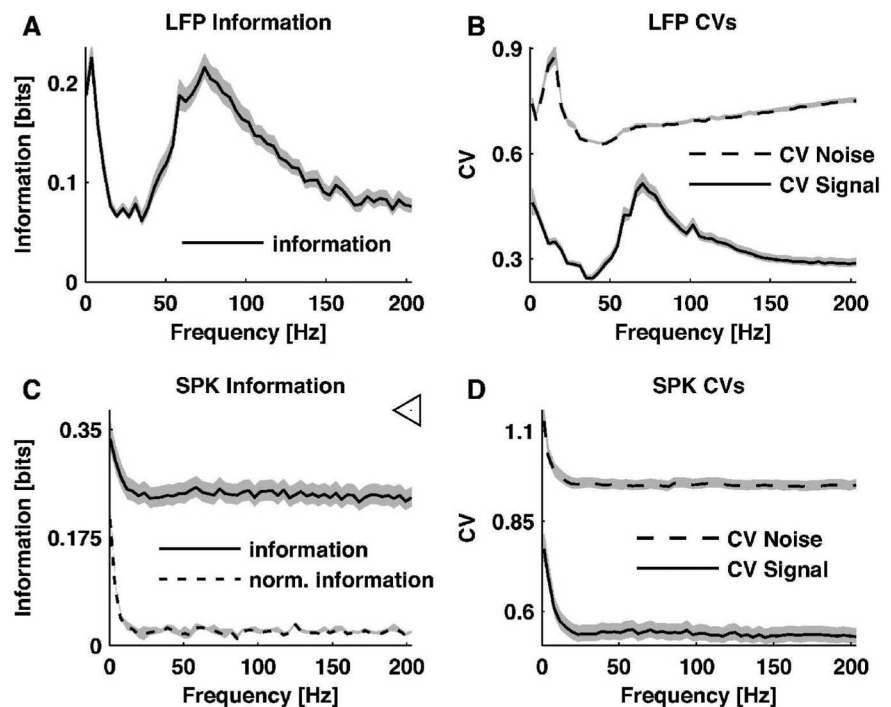 A
LFP Information
Information [bits]
0.2
0.1
0
information
0 50 100 150 200
Frequency [Hz]
B
LFP CVs
CV
0.9
0.6
0.3
CV Noise
CV Signal
0 50 100 150 200
Frequency [Hz]
C
SPK Information
Information [bits]
0.35
0.175
0
information
norm. information
0 50 100 150 200
Frequency [Hz]
D
SPK CVs
CV
1.1
0.85
0.6
CV Noise
CV Signal
0 50 100 150 200
Frequency [Hz]